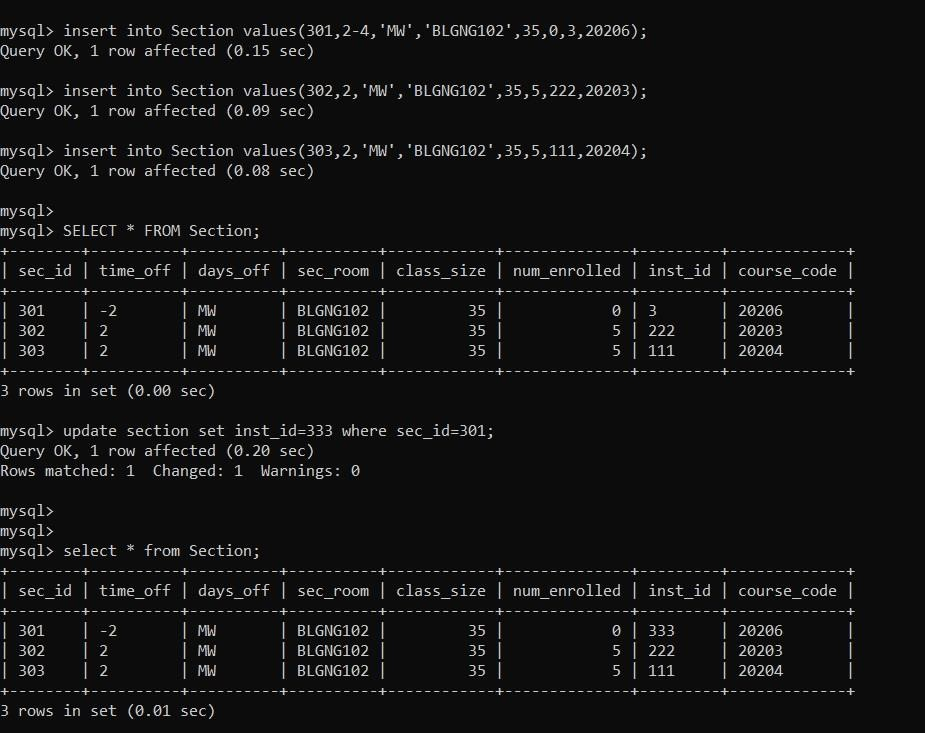 mysql> insert into Section values(301,2-4,'MW','BLGNG102',35,0,3,20206);
Query OK, 1 row affected (0.15 sec)

mysql> insert into Section values(302,2,'MW','BLGNG102',35,5,222,20203);
Query OK, 1 row affected (0.09 sec)

mysql> insert into Section values(303,2,'MW','BLGNG102',35,5,111,20204);
Query OK, 1 row affected (0.08 sec)

mysql>
mysql> SELECT * FROM Section;
+--------+----------+---------+----------+------------+--------------+---------+-------------+
| sec_id | time_off | days_off | sec_room | class_size | num_enrolled | inst_id | course_code |
+--------+----------+---------+----------+------------+--------------+---------+-------------+
| 301    | -2       | MW       | BLGNG102 |         35 |            0 | 3       | 20206       |
| 302    | 2        | MW       | BLGNG102 |         35 |            5 | 222     | 20203       |
| 303    | 2        | MW       | BLGNG102 |         35 |            5 | 111     | 20204       |
+--------+----------+---------+----------+------------+--------------+---------+-------------+
3 rows in set (0.00 sec)

mysql> update section set inst_id=333 where sec_id=301;
Query OK, 1 row affected (0.20 sec)
Rows matched: 1  Changed: 1  Warnings: 0

mysql>
mysql>
mysql> select * from Section;
+--------+----------+---------+----------+------------+--------------+---------+-------------+
| sec_id | time_off | days_off | sec_room | class_size | num_enrolled | inst_id | course_code |
+--------+----------+---------+----------+------------+--------------+---------+-------------+
| 301    | -2       | MW       | BLGNG102 |         35 |            0 | 333     | 20206       |
| 302    | 2        | MW       | BLGNG102 |         35 |            5 | 222     | 20203       |
| 303    | 2        | MW       | BLGNG102 |         35 |            5 | 111     | 20204       |
+--------+----------+---------+----------+------------+--------------+---------+-------------+
3 rows in set (0.01 sec)